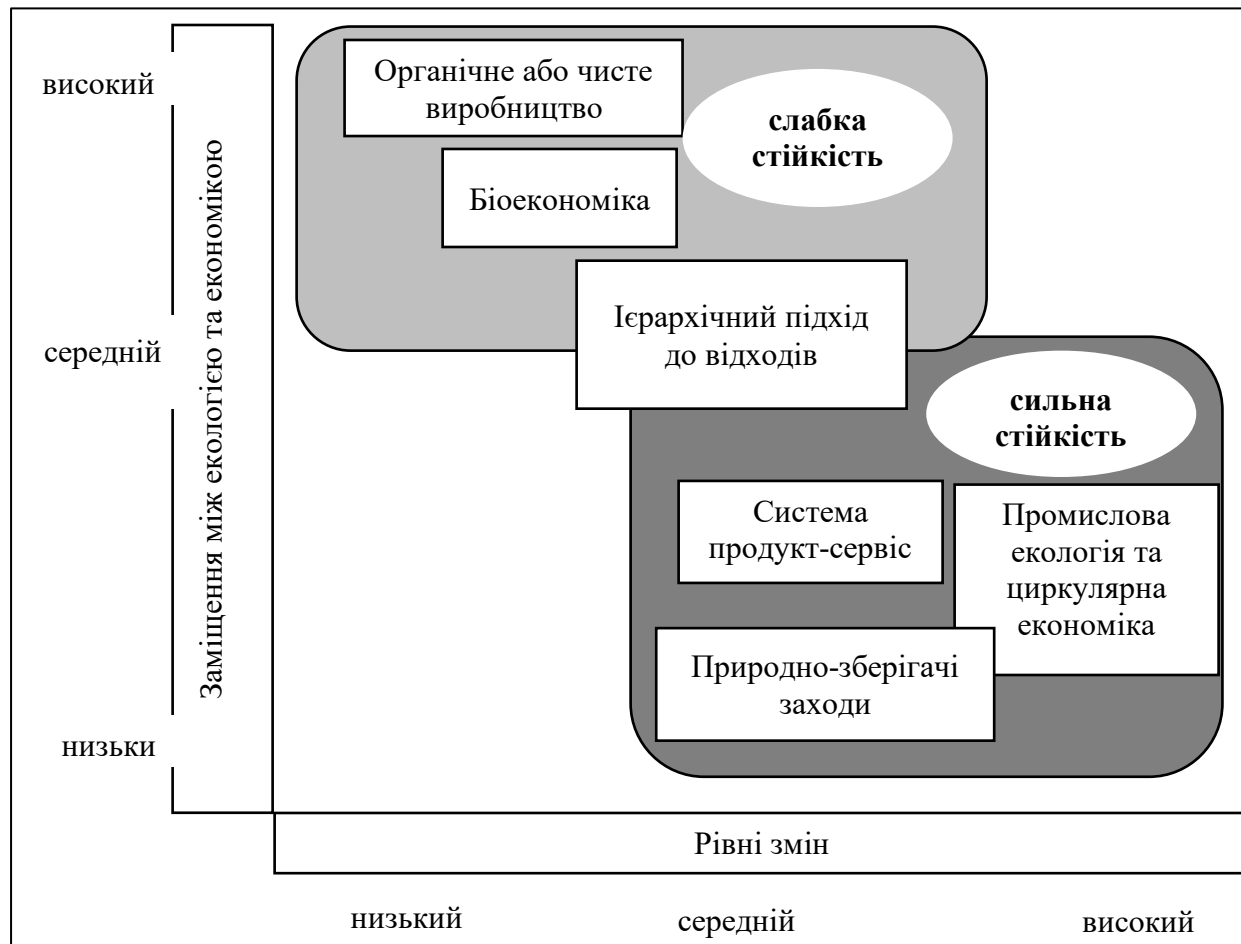 високий
Органічне або чисте
виробництво
слабка
стійкість
Біоекономіка
Заміщення між екологією та економікою
середній
Ієрархічний підхід
до відходів
сильна
стійкість
Система
продукт-сервіс
Промислова
екологія та
циркулярна
економіка
Природно-зберігачі
заходи
низьки
Рівні змін
низький
середній
високий